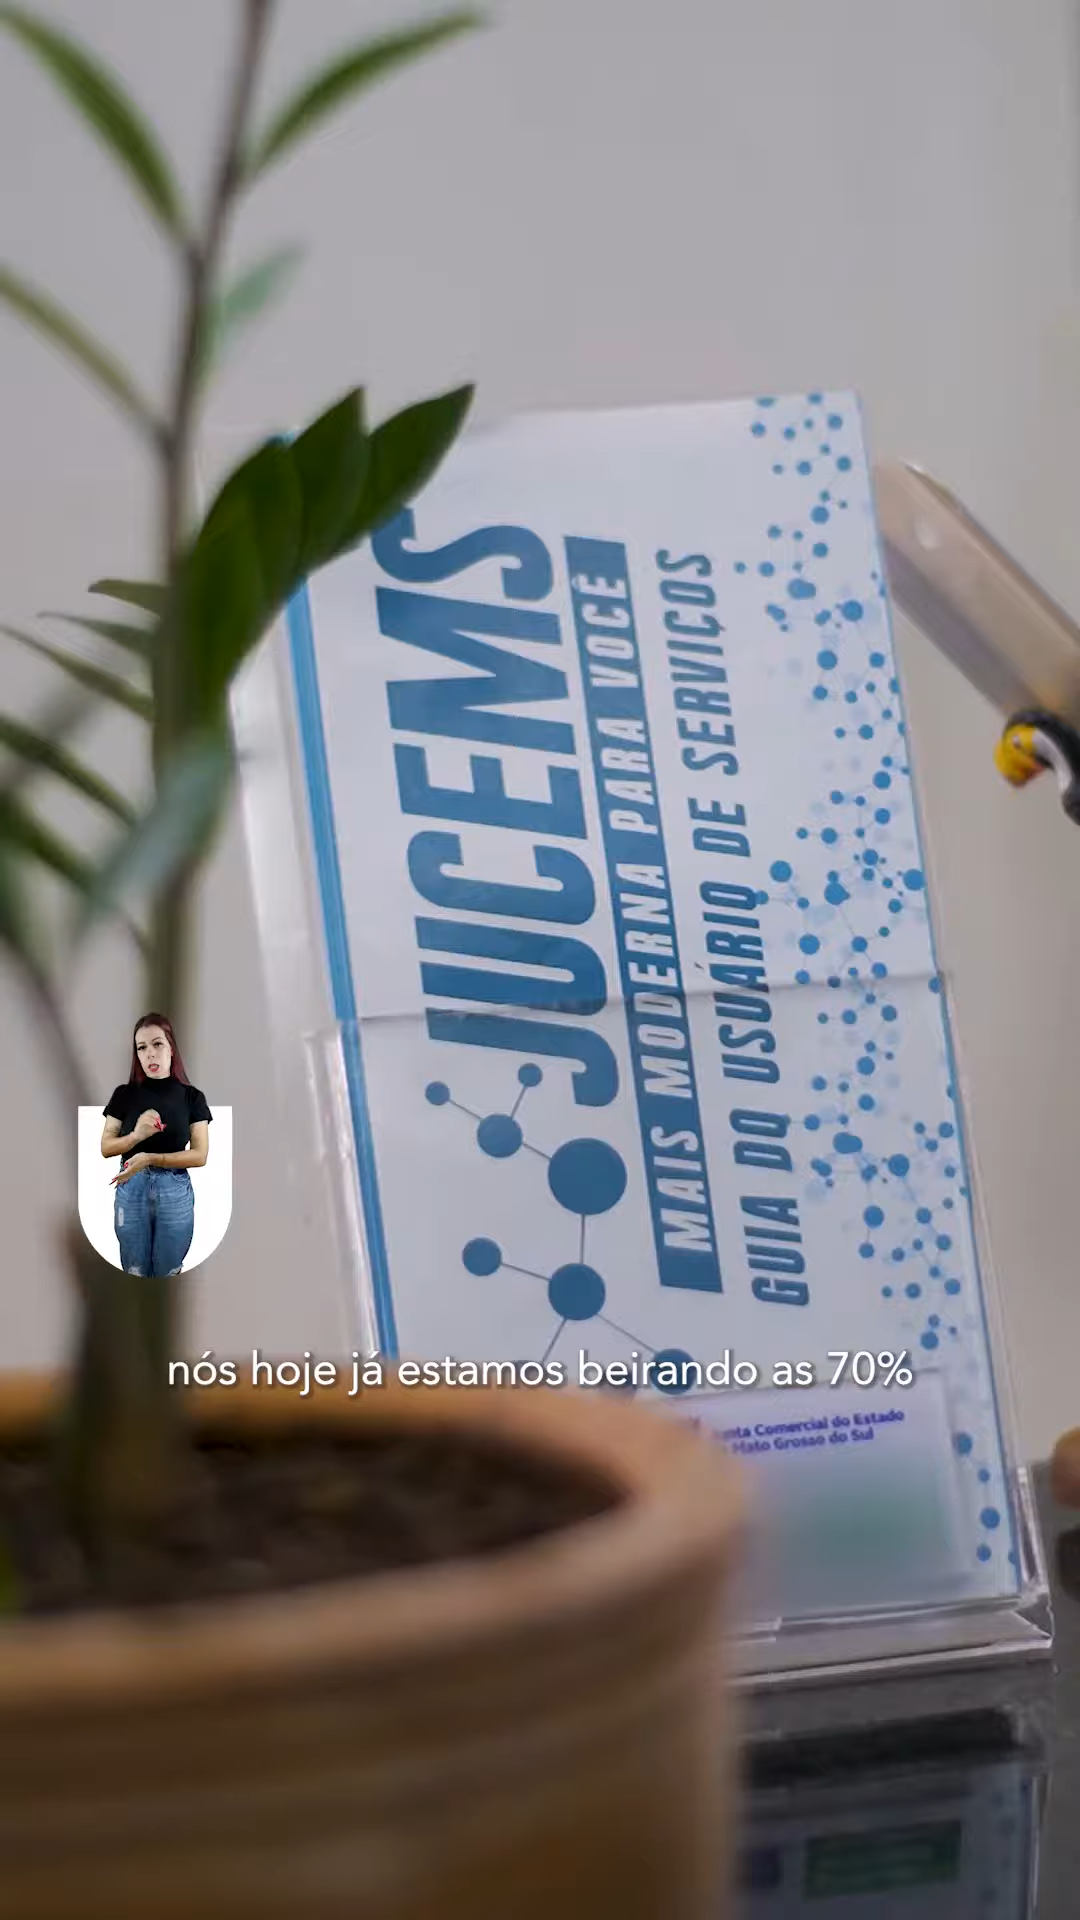 JUCEMS
MAIS MODERNA PARA VOCÊ
GUIA DO USUÁRIO DE SERVIÇOS
nós hoje já estamos beirando as 70%
Comercial do Estado
Mato Grosso do Sul